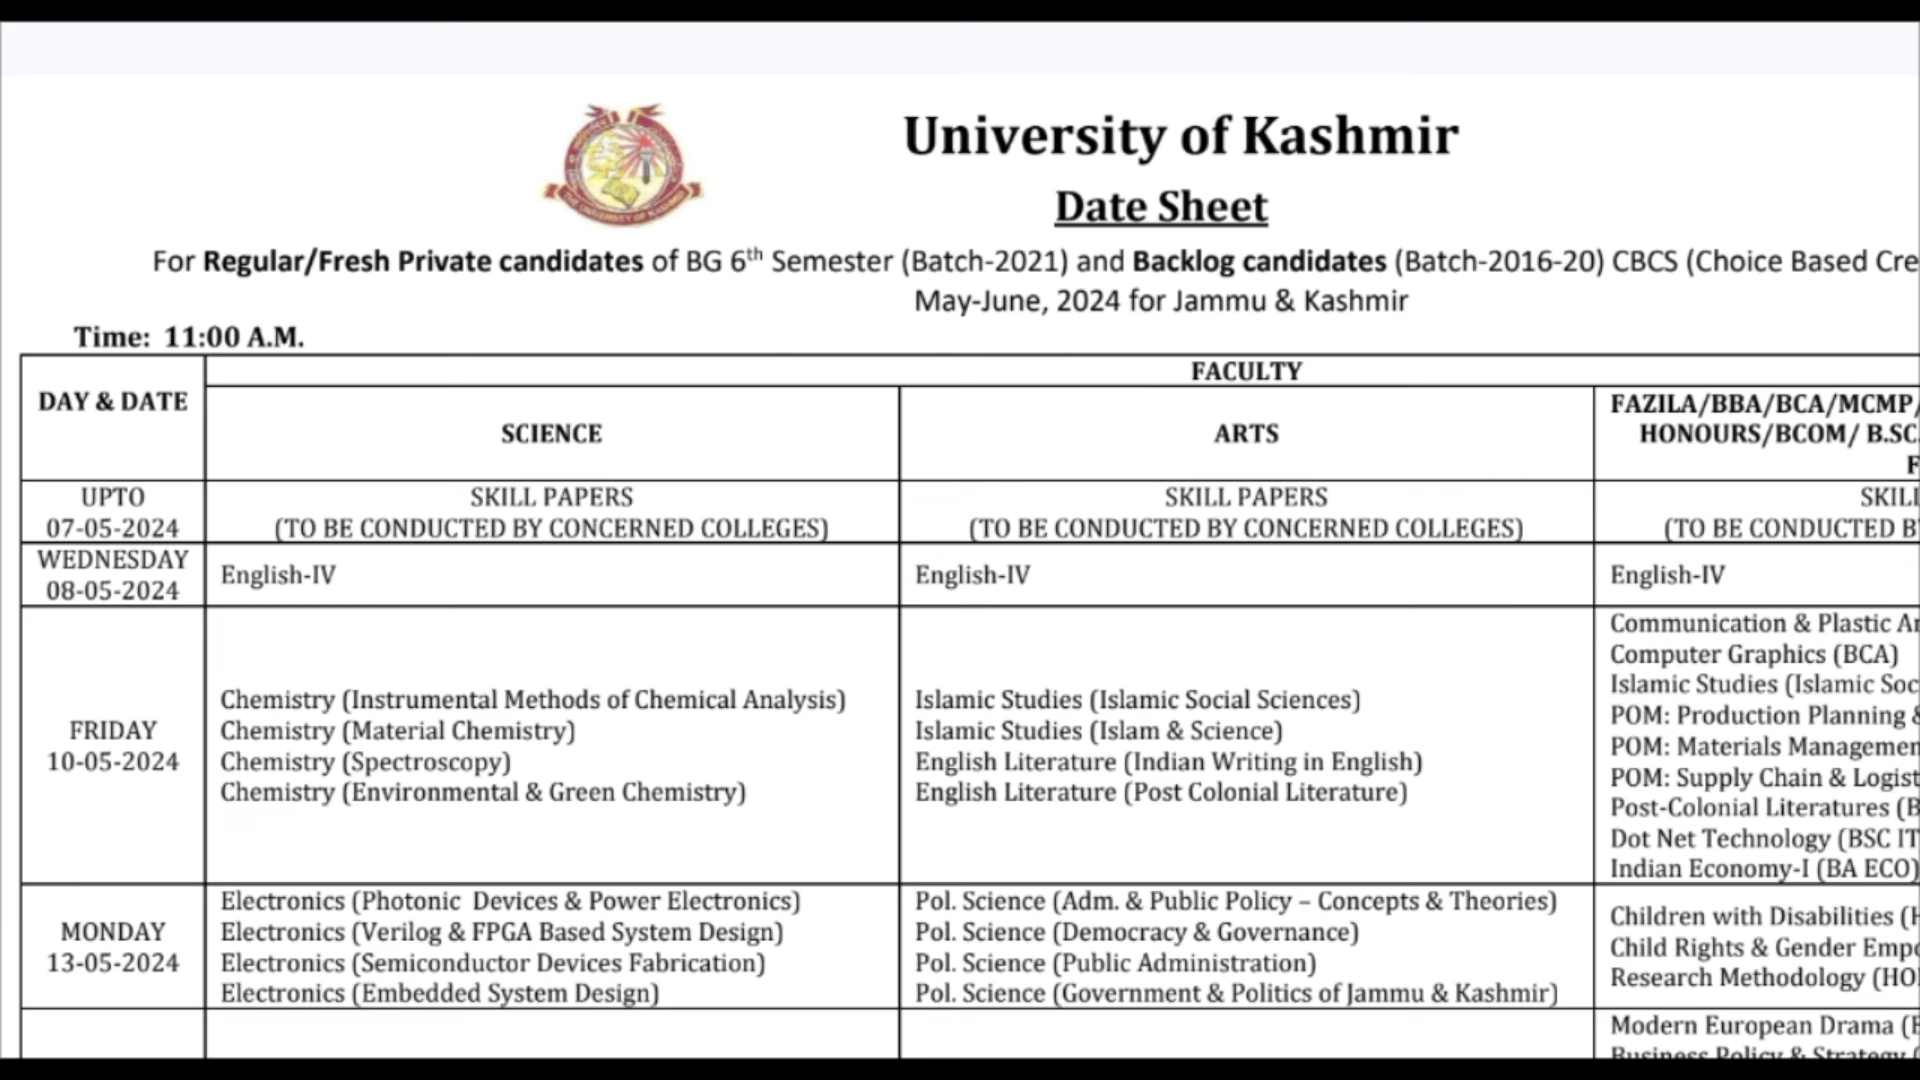 University of Kashmir
Date Sheet
For Regular/Fresh Private candidates of BG 6th Semester (Batch-2021) and Backlog candidates (Batch-2016-20) CBCS (Choice Based Cre
May-June, 2024 for Jammu & Kashmir
Time: 11:00 A.M.
DAY & DATE
FACULTY
SCIENCE
ARTS
FAZILA/BBA/BCA/MCMP/
HONOURS/BCOM/ B.SC.
F
UPTO
07-05-2024
SKILL PAPERS
(TO BE CONDUCTED BY CONCERNED COLLEGES)
SKILL PAPERS
(TO BE CONDUCTED BY CONCERNED COLLEGES)
SKILL
(TO BE CONDUCTED B
WEDNESDAY
08-05-2024
English-IV
English-IV
English-IV
FRIDAY
10-05-2024
Chemistry (Instrumental Methods of Chemical Analysis)
Chemistry (Material Chemistry)
Chemistry (Spectroscopy)
Chemistry (Environmental & Green Chemistry)
Islamic Studies (Islamic Social Sciences)
Islamic Studies (Islam & Science)
English Literature (Indian Writing in English)
English Literature (Post Colonial Literature)
Communication & Plastic Ar
Computer Graphics (BCA)
Islamic Studies (Islamic Soc
POM: Production Planning &
POM: Materials Managemen
POM: Supply Chain & Logist
Post-Colonial Literatures (B
Dot Net Technology (BSC IT
Indian Economy-I (BA ECO)
MONDAY
13-05-2024
Electronics (Photonic Devices & Power Electronics)
Electronics (Verilog & FPGA Based System Design)
Electronics (Semiconductor Devices Fabrication)
Electronics (Embedded System Design)
Pol. Science (Adm. & Public Policy – Concepts & Theories)
Pol. Science (Democracy & Governance)
Pol. Science (Public Administration)
Pol. Science (Government & Politics of Jammu & Kashmir)
Children with Disabilities (H
Child Rights & Gender Empo
Research Methodology (HO
Modern European Drama (E
Business Policy & Strategy (